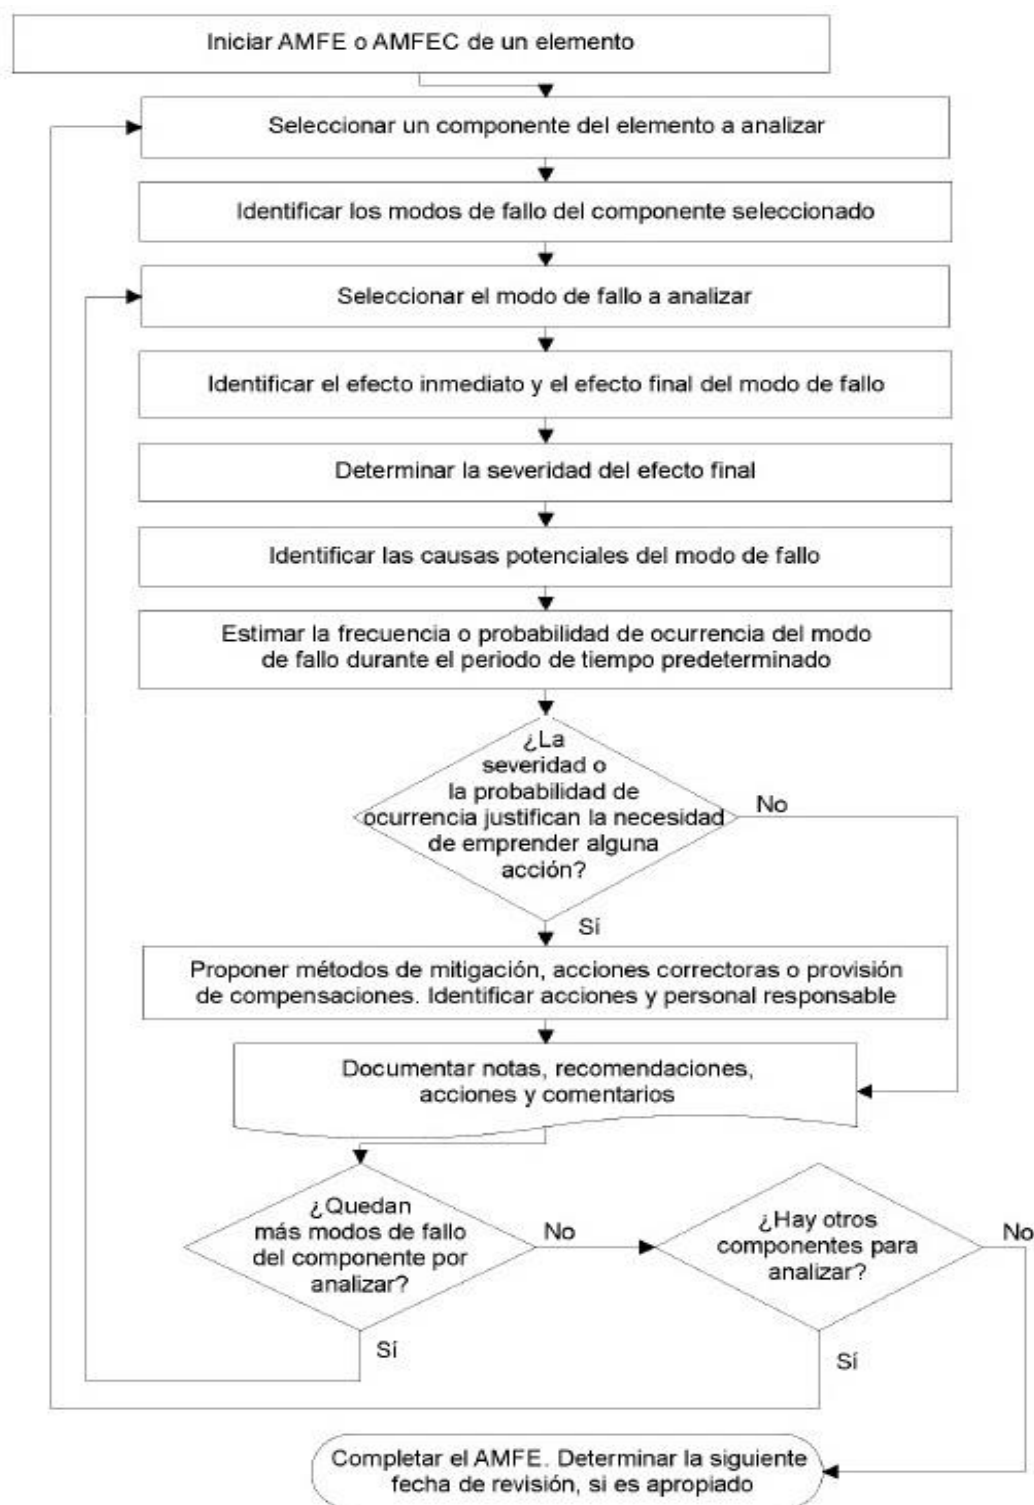 Iniciar AMFE o AMFEC de un elemento
Seleccionar un componente del elemento a analizar
Identificar los modos de fallo del componente seleccionado
Seleccionar el modo de fallo a analizar
Identificar el efecto inmediato y el efecto final del modo de fallo
Determinar la severidad del efecto final
Identificar las causas potenciales del modo de fallo
Estimar la frecuencia o probabilidad de ocurrencia del modo
de fallo durante el periodo de tiempo predeterminado
¿La
severidad o
la probabilidad de
ocurrencia justifican la necesidad
de emprender alguna
acción?
No
Sí
Proponer métodos de mitigación, acciones correctoras o provisión
de compensaciones. Identificar acciones y personal responsable
Documentar notas, recomendaciones,
acciones y comentarios
¿Quedan
más modos de fallo
del componente por
analizar?
No
Sí
¿Hay otros
componentes para
analizar?
No
Sí
Completar el AMFE. Determinar la siguiente
fecha de revisión, si es apropiado